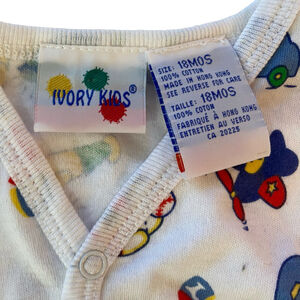 IVORY KIDS®
SIZE: 18MOS
100% COTTON
MADE IN HONG KONG
SEE REVERSE FOR CARE
TAILLE: 18MOS
100% COTON
FABRIQUÉ À HONG KONG
ENTRETIEN AU VERSO
CA 20225